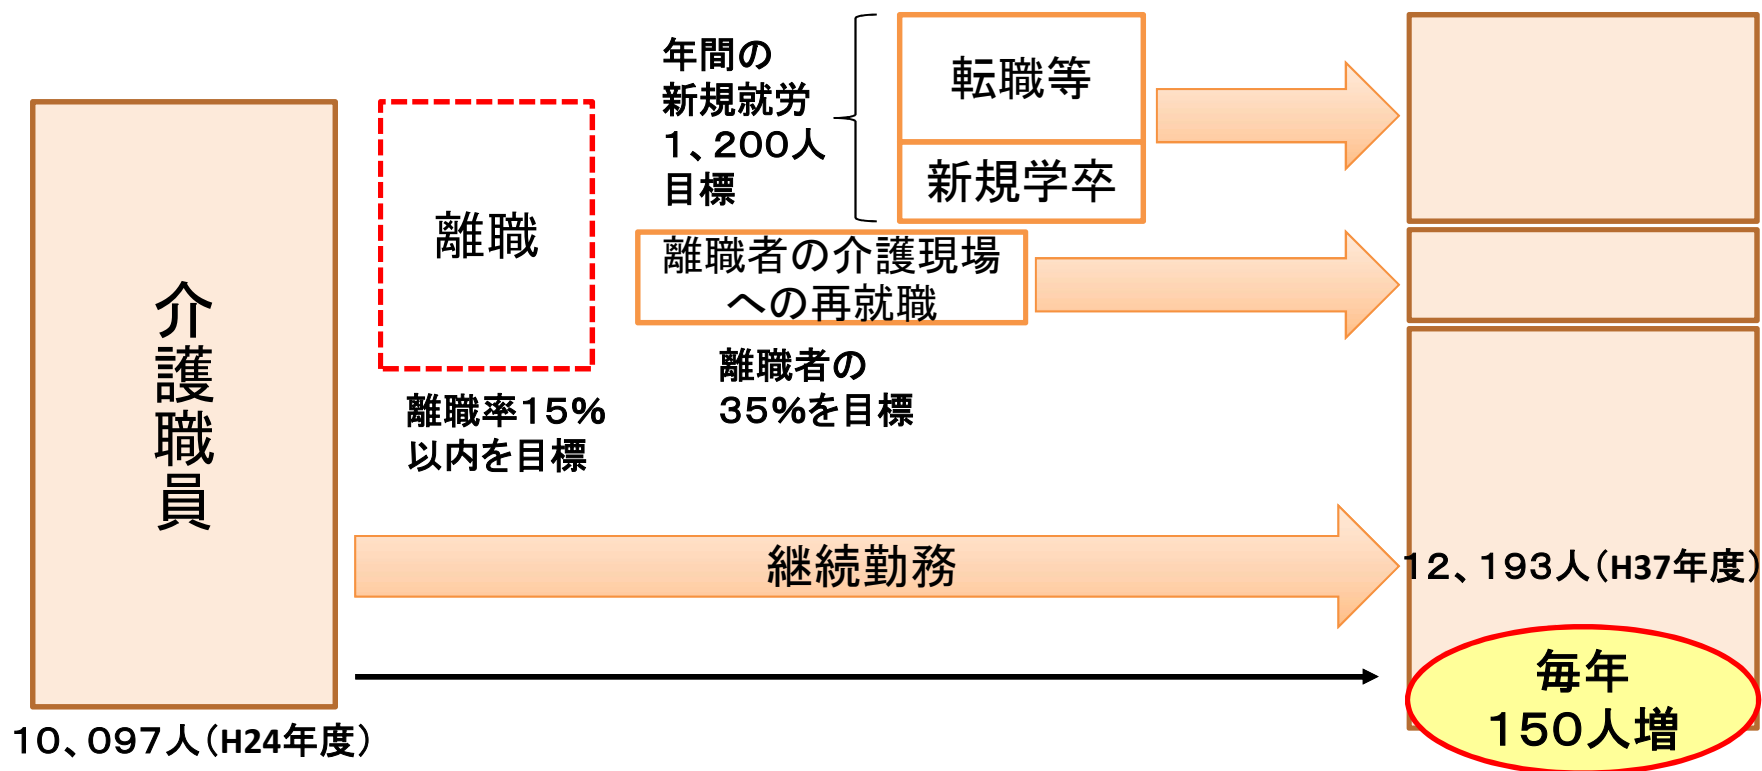 介護職員
10、097人(H24年度)
離職
離職率15%
以内を目標
年間の
新規就労
1、200人
目標
転職等
新規学卒
離職者の介護現場
への再就職
離職者の
35%を目標
継続勤務
12、193人(H37年度)
毎年
150人増